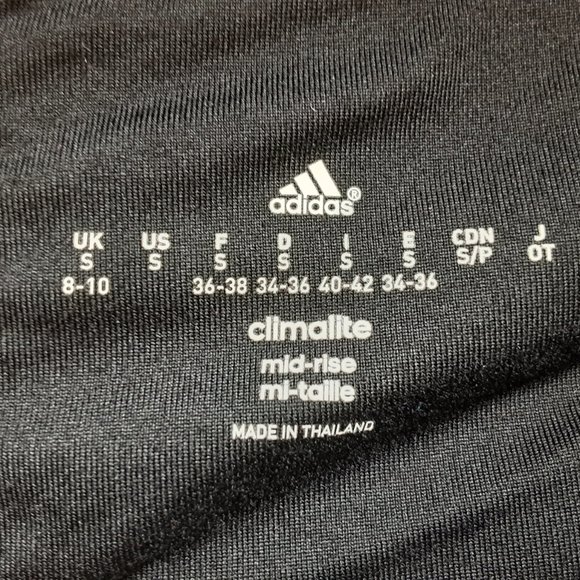 adidas®
UK US F D I E CDN J
S S S S S S S/P OT
8-10 36-38 34-36 40-42 34-36
climalite
mid-rise
mi-taille
MADE IN THAILAND